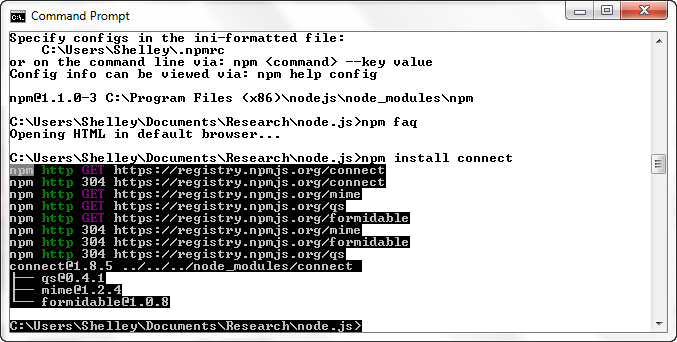 Command Prompt
Specify configs in the ini-formatted file:
    C:\Users\Shelley\.npmrc
or on the command line via: npm <command> --key value
Config info can be viewed via: npm help config
npm@1.1.0-3 C:\Program Files (x86)\nodejs\node_modules\npm
C:\Users\Shelley\Documents\Research\node.js>npm faq
Opening HTML in default browser...
C:\Users\Shelley\Documents\Research\node.js>npm install connect
npm http GET https://registry.npmjs.org/connect
npm http 304 https://registry.npmjs.org/connect
npm http GET https://registry.npmjs.org/mime
npm http GET https://registry.npmjs.org/qs
npm http GET https://registry.npmjs.org/formidable
npm http 304 https://registry.npmjs.org/mime
npm http 304 https://registry.npmjs.org/formidable
npm http 304 https://registry.npmjs.org/qs
connect@1.8.5 ../../../node_modules/connect
├── qs@0.4.1
├── mime@1.2.4
└── formidable@1.0.8
C:\Users\Shelley\Documents\Research\node.js>